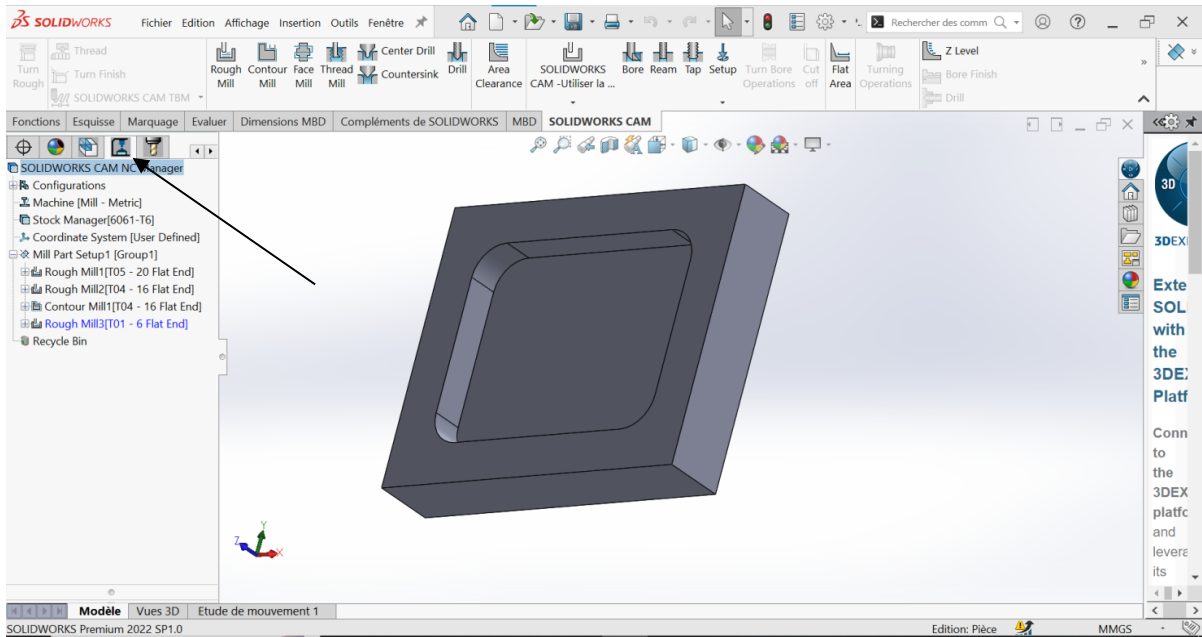 SOLIDWORKS Fichier Edition Affichage Insertion Outils Fenêtre Rechercher des comm
Turn Rough
Thread
Turn Finish
SOLIDWORKS CAM TBM
Rough Mill
Contour Mill
Face Mill
Thread Mill
Center Drill
Countersink
Drill
Area Clearance
SOLIDWORKS CAM -Utiliser la ...
Bore Ream Tap Setup
Turn Bore Operations
Cut off
Flat Area
Turning Operations
Z Level
Bore Finish
Drill
Fonctions Esquisse Marquage Evaluer Dimensions MBD Compléments de SOLIDWORKS MBD SOLIDWORKS CAM
SOLIDWORKS CAM NC Manager
Configurations
Machine [Mill - Metric]
Stock Manager[6061-T6]
Coordinate System [User Defined]
Mill Part Setup1 [Group1]
Rough Mill1[T05 - 20 Flat End]
Rough Mill2[T04 - 16 Flat End]
Contour Mill1[T04 - 16 Flat End]
Rough Mill3[T01 - 6 Flat End]
Recycle Bin
Y
Z
X
3D
3DEX
Exte
SOL
with
the
3DE
Platf
Conn
to
the
3DEX
platfo
and
levera
its
Modèle Vues 3D Etude de mouvement 1
SOLIDWORKS Premium 2022 SP1.0 Edition: Pièce MMGS